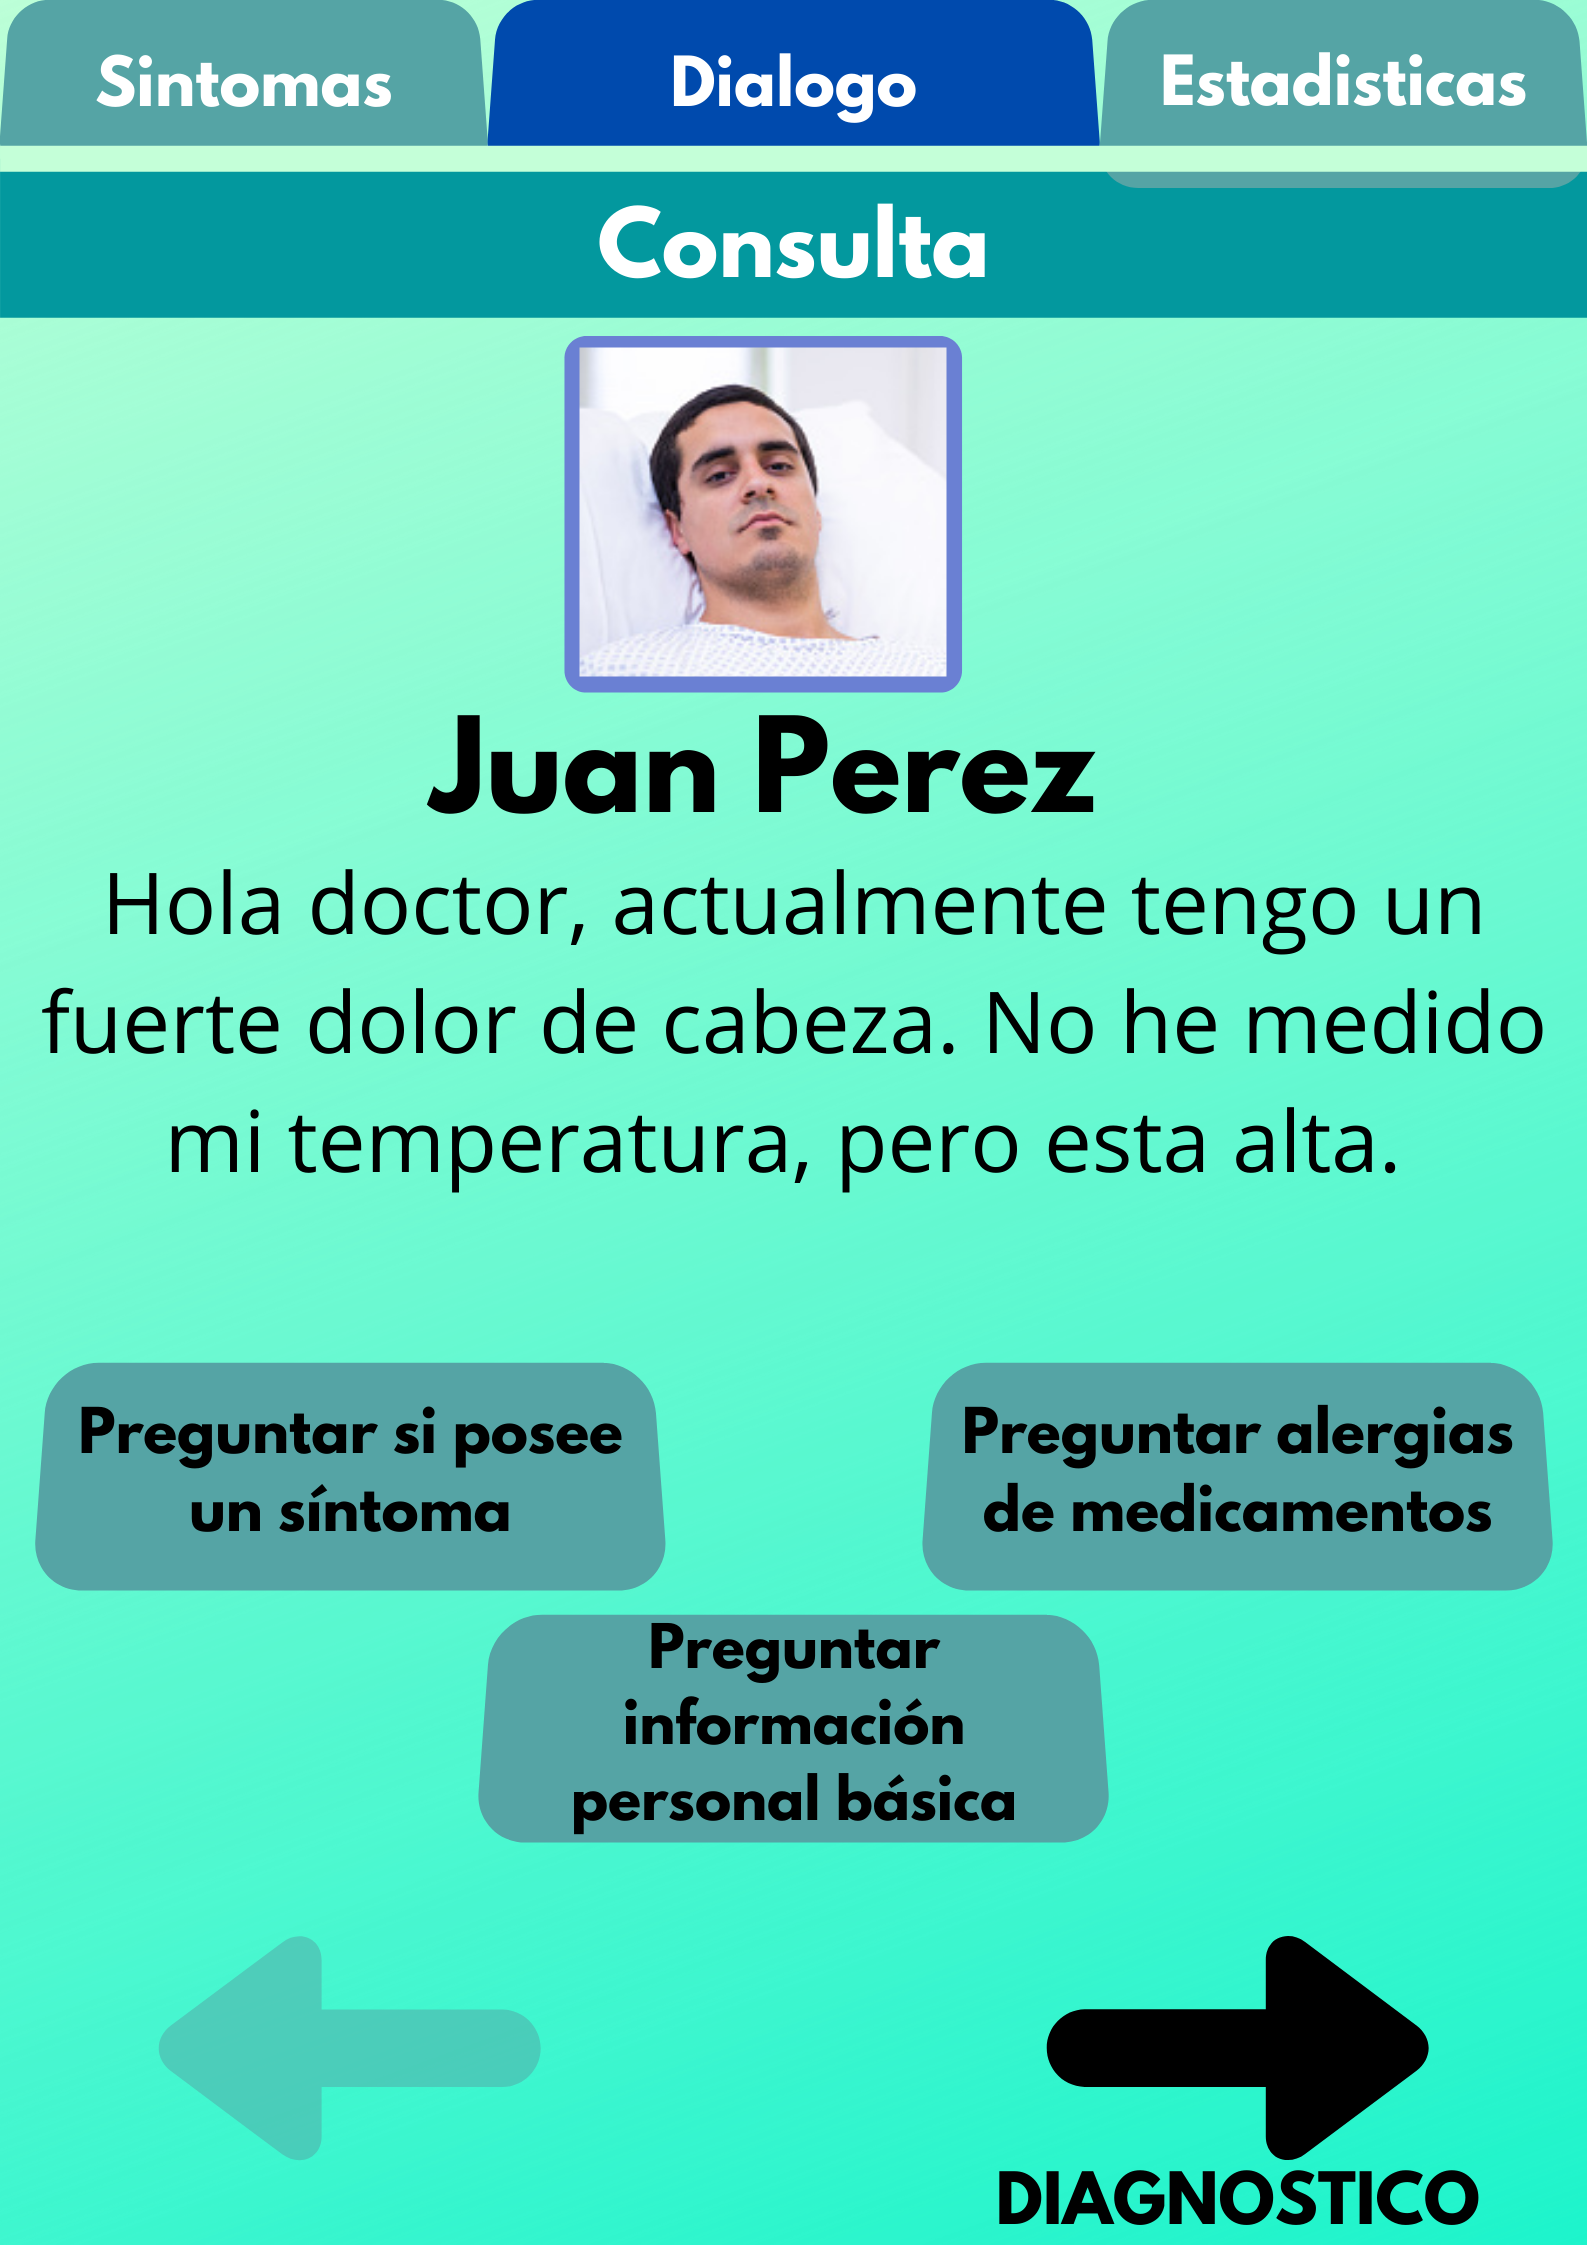 Sintomas
Dialogo
Estadisticas
Consulta
Juan Perez
Hola doctor, actualmente tengo un
fuerte dolor de cabeza. No he medido
mi temperatura, pero esta alta.
Preguntar si posee
un síntoma
Preguntar alergias
de medicamentos
Preguntar
información
personal básica
DIAGNOSTICO